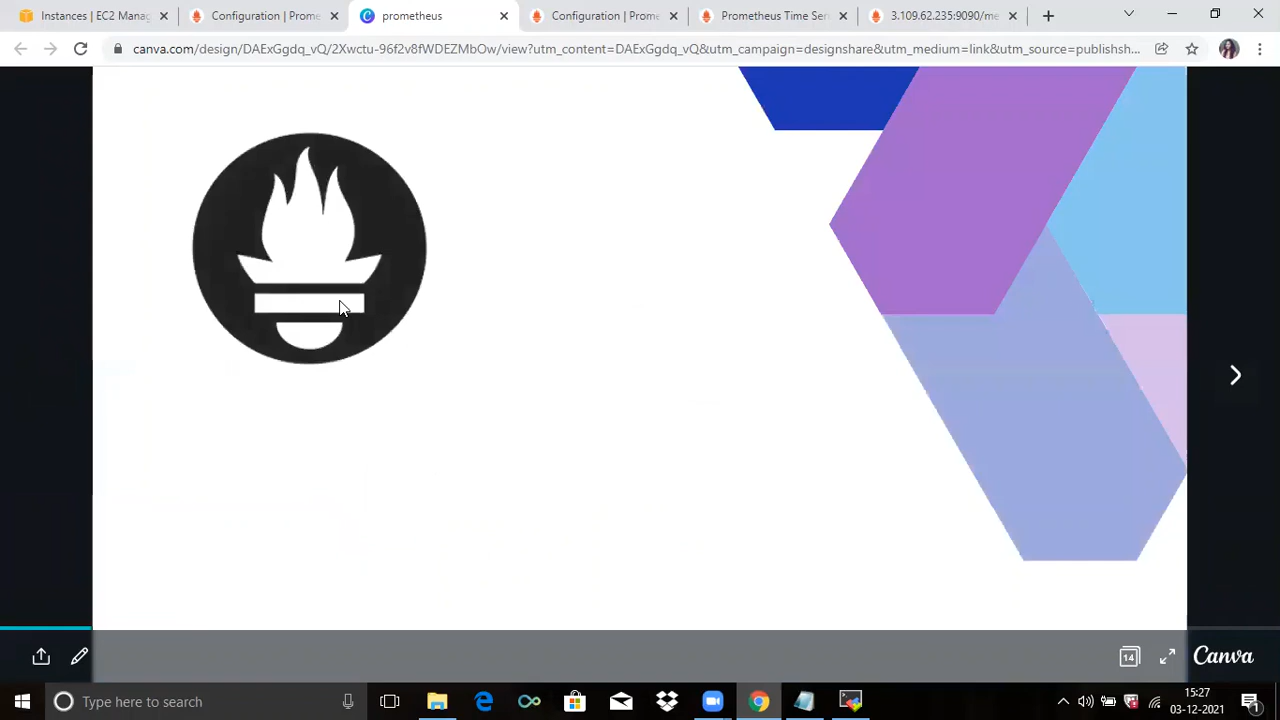 Instances | EC2 Manag
Configuration | Prome
prometheus
Configuration | Prome
Prometheus Time Seri
3.109.62.235:9090/me
canva.com/design/DAExGgdq_vQ/2Xwctu-96f2v8fWDEZMbOw/view?utm_content=DAExGgdq_vQ&utm_campaign=designshare&utm_medium=link&utm_source=publishsh...
14
Canva
Type here to search
15:27
03-12-2021
1